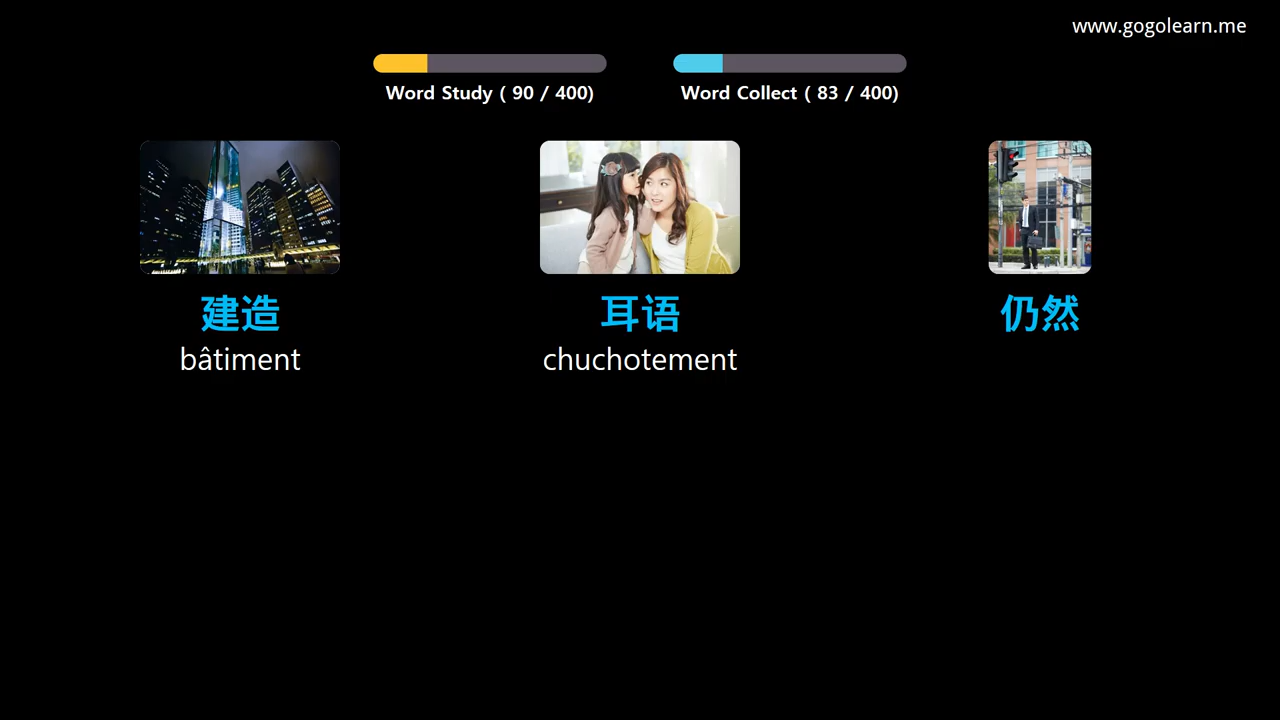 www.gogolearn.me
Word Study ( 90 / 400)
Word Collect ( 83 / 400)
建造
耳语
仍然
bâtiment
chuchotement